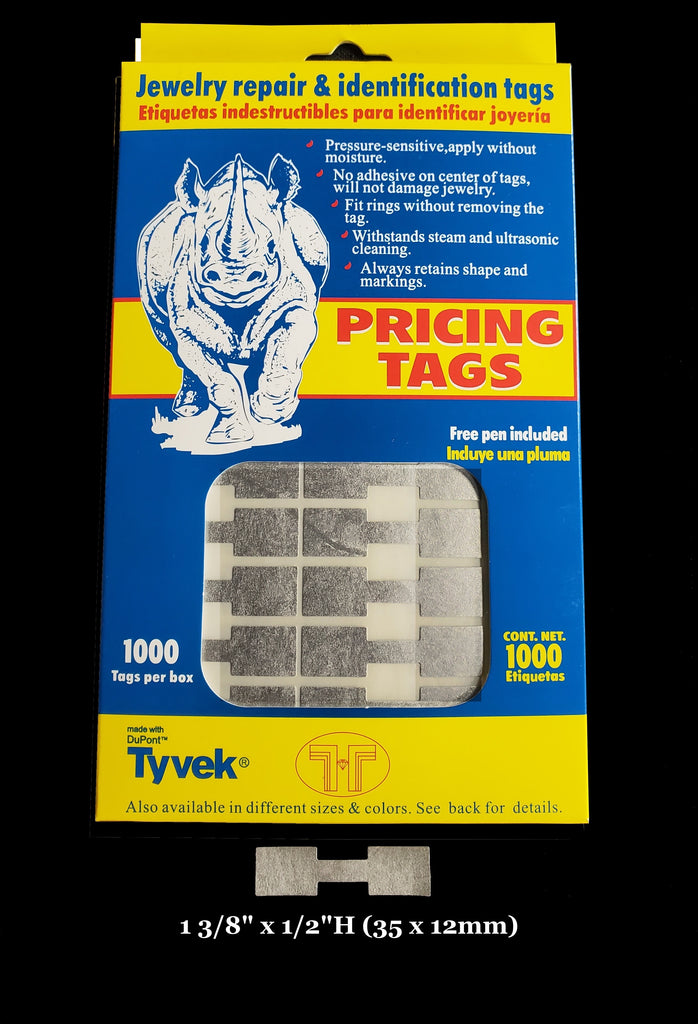 Jewelry repair & identification tags
Etiquetas indestructibles para identificar joyería
Pressure-sensitive,apply without
moisture.
No adhesive on center of tags,
will not damage jewelry.
Fit rings without removing the
tag.
Withstands steam and ultrasonic
cleaning.
Always retains shape and
markings.
PRICING
TAGS
Free pen included
Incluye una pluma
1000
Tags per box
CONT. NET.
1000
Etiquetas
made with
DuPont™
Tyvek®
Also available in different sizes & colors. See back for details.
1 3/8" x 1/2"H (35 x 12mm)